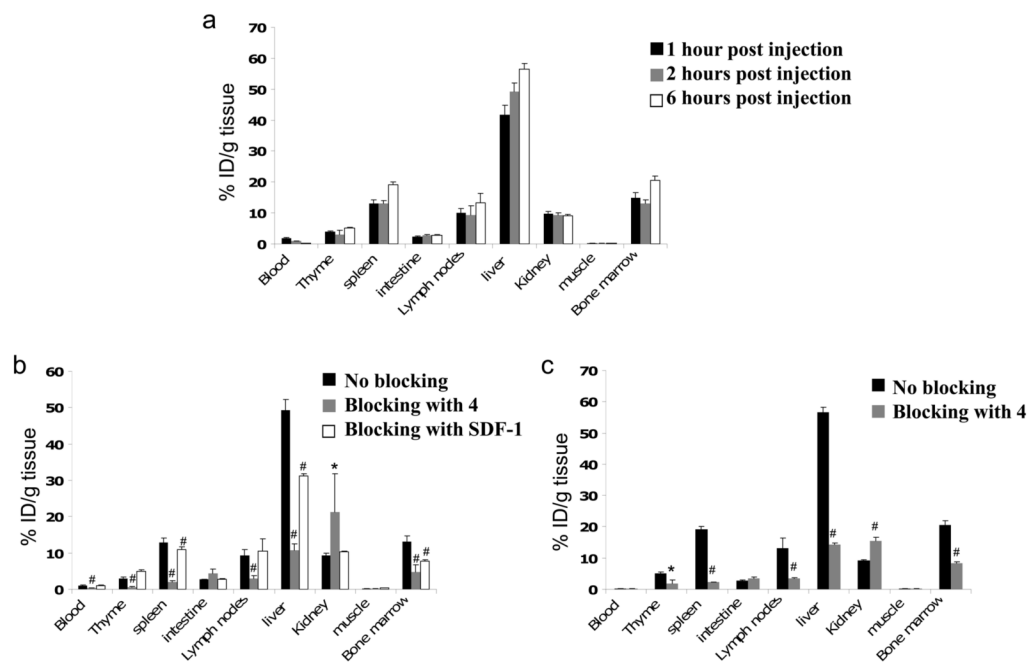 a
70
60
50
40
30
20
10
0
% ID/g tissue
1 hour post injection
2 hours post injection
6 hours post injection
Blood
Thyme
spleen
intestine
Lymph nodes
liver
Kidney
muscle
Bone marrow
b
60
50
40
30
20
10
0
% ID/g tissue
No blocking
Blocking with 4
Blocking with SDF-1
# # # # # # # * # #
Blood
Thyme
spleen
intestine
Lymph nodes
liver
Kidney
muscle
Bone marrow
c
70
60
50
40
30
20
10
0
% ID/g tissue
No blocking
Blocking with 4
* # # # # #
Blood
Thyme
spleen
intestine
Lymph nodes
liver
Kidney
muscle
Bone marrow